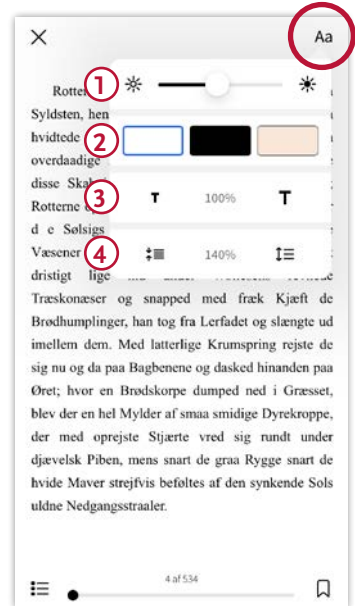 Aa
Rotte
1
Syldsten, hen
hvidtede
2
overdaadige
disse Skab
3
T 100% T
Rotterne
d e Sølsigs
4
140%
Væsener
dristigt lige
Træskonæser og snapped med fræk Kjæft de
Brødhumplinger, han tog fra Lerfadet og slængte ud
imellem dem. Med latterlige Krumspring rejste de
sig nu og da paa Bagbenene og dasked hinanden paa
Øret; hvor en Brødskorpe dumped ned i Græsset,
blev der en hel Mylder af smaa smidige Dyrekroppe,
der med oprejste Stjærte vred sig rundt under
djævelsk Piben, mens snart de graa Rygge snart de
hvide Maver strejfvis beføltes af den synkende Sols
uldne Nedgangsstraaler.
4 af 534